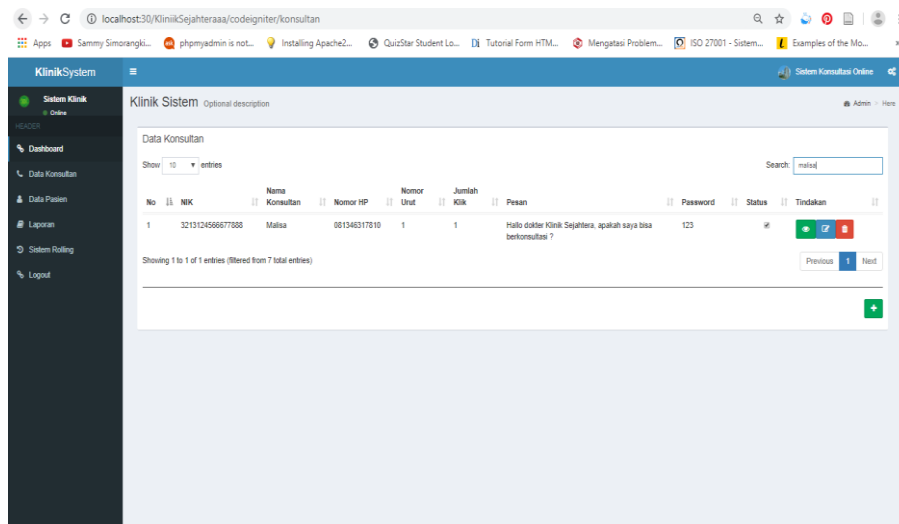 localhost:30/KliniikSejahteraaa/codeigniter/konsultan
Apps Sammy Simorangki... phpmyadmin is not... Installing Apache2... QuizStar Student Lo... Tutorial Form HTM... Mengatasi Problem... ISO 27001 - Sistem... Examples of the Mo...
KlinikSystem Sistem Konsultasi Online
Sistem Klinik
Online
Klinik Sistem Optional description Admin > Here
HEADER
Dashboard
Data Konsultan
Data Pasien
Laporan
Sistem Rolling
Logout
Data Konsultan
Show 10 entries Search: malisa
No NIK Nama Konsultan Nomor HP Nomor Urut Jumlah Klik Pesan Password Status Tindakan
1 3213124566677888 Malisa 081346317810 1 1 Hallo dokter Klinik Sejahtera, apakah saya bisa
berkonsultasi ? 123
Showing 1 to 1 of 1 entries (filtered from 7 total entries) Previous 1 Next